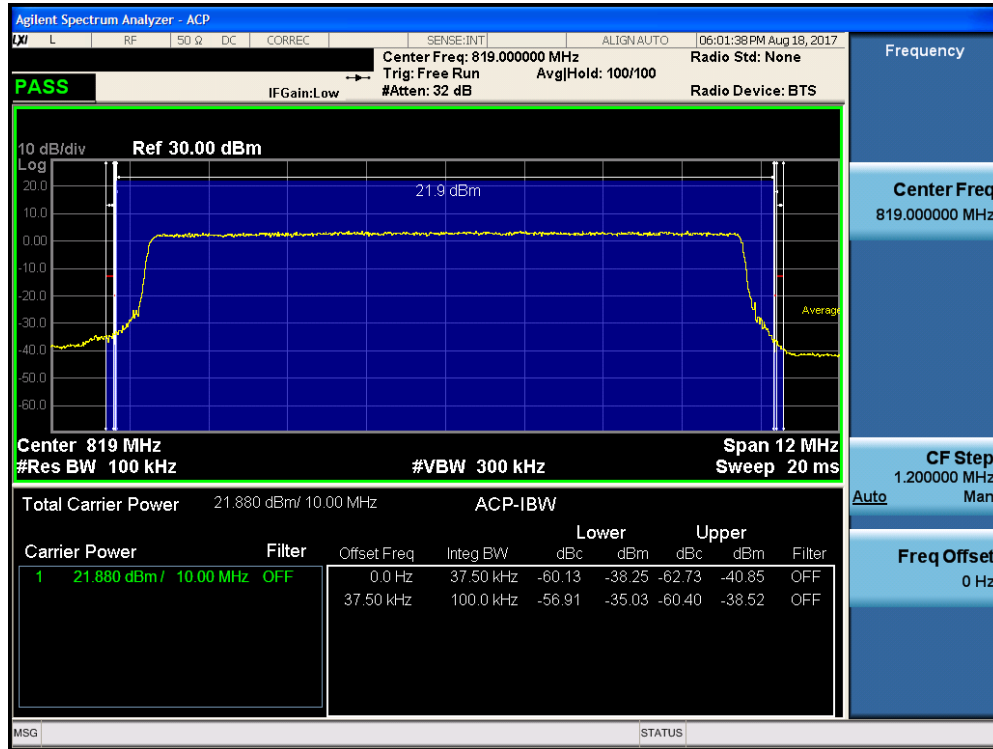 Agilent Spectrum Analyzer - ACP
LXI L RF 50 Ω DC CORREC SENSE:INT ALIGN AUTO 06:01:38 PM Aug 18, 2017
Center Freq: 819.000000 MHz Radio Std: None
Trig: Free Run Avg|Hold: 100/100
PASS IFGain:Low #Atten: 32 dB Radio Device: BTS
10 dB/div Ref 30.00 dBm
Log
20.0 21.9 dBm
10.0
0.00
-10.0
-20.0
-30.0 Average
-40.0
-50.0
-60.0
Center 819 MHz Span 12 MHz
#Res BW 100 kHz #VBW 300 kHz Sweep 20 ms
Total Carrier Power 21.880 dBm/ 10.00 MHz ACP-IBW
Lower Upper
Carrier Power Filter Offset Freq Integ BW dBc dBm dBc dBm Filter
1 21.880 dBm / 10.00 MHz OFF 0.0 Hz 37.50 kHz -60.13 -38.25 -62.73 -40.85 OFF
37.50 kHz 100.0 kHz -56.91 -35.03 -60.40 -38.52 OFF
MSG STATUS
Frequency
Center Freq
819.000000 MHz
CF Step
1.200000 MHz
Auto Man
Freq Offset
0 Hz